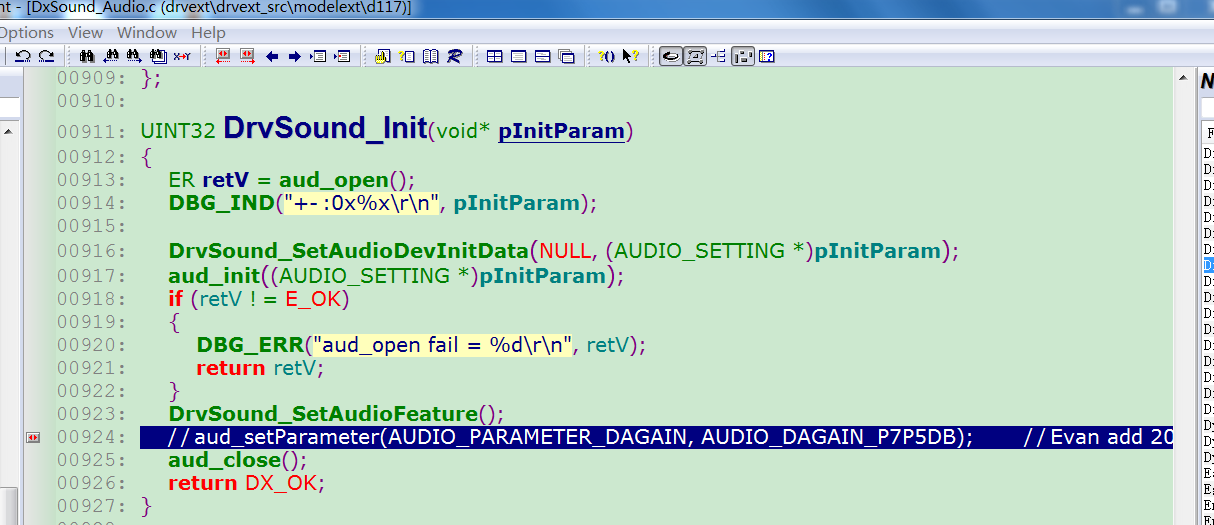 nt - [DxSound_Audio.c (drvext\drvext_src\modelext\d117)]
Options View Window Help
00909: };
00910:
00911: UINT32 DrvSound_Init(void* pInitParam)
00912: {
00913: ER retV = aud_open();
00914: DBG_IND("+- :0x%x\r\n", pInitParam);
00915:
00916: DrvSound_SetAudioDevInitData(NULL, (AUDIO_SETTING *)pInitParam);
00917: aud_init((AUDIO_SETTING *)pInitParam);
00918: if (retV != E_OK)
00919: {
00920: DBG_ERR("aud_open fail = %d\r\n", retV);
00921: return retV;
00922: }
00923: DrvSound_SetAudioFeature();
00924: //aud_setParameter(AUDIO_PARAMETER_DAGAIN, AUDIO_DAGAIN_P7P5DB); //Evan add 20
00925: aud_close();
00926: return DX_OK;
00927: }